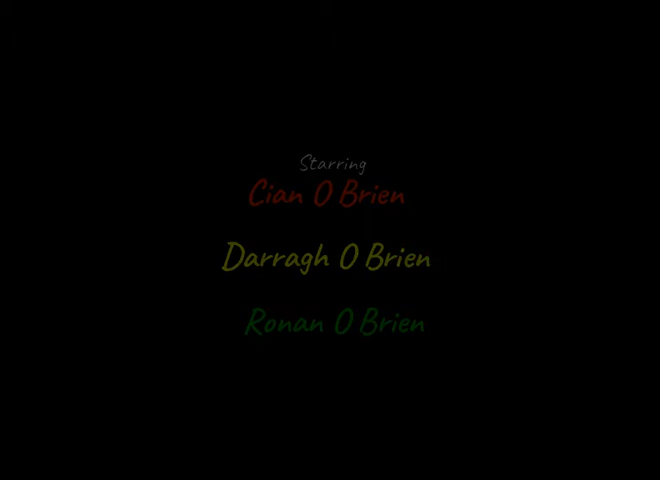 Starring
Cian O Brien
Darragh O Brien
Ronan O Brien